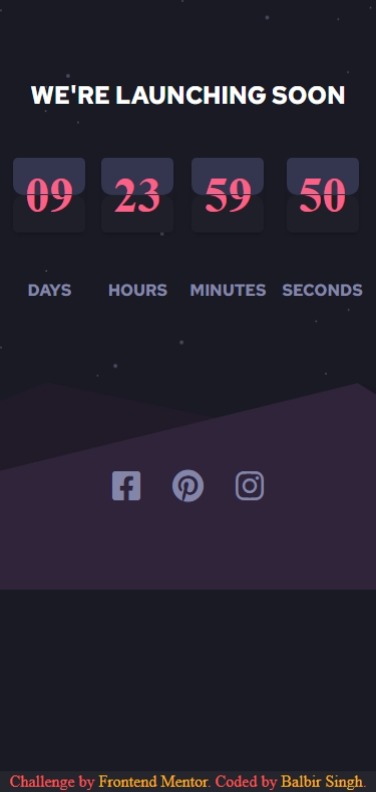 WE'RE LAUNCHING SOON
09 23 59 50
DAYS HOURS MINUTES SECONDS
Challenge by Frontend Mentor. Coded by Balbir Singh.